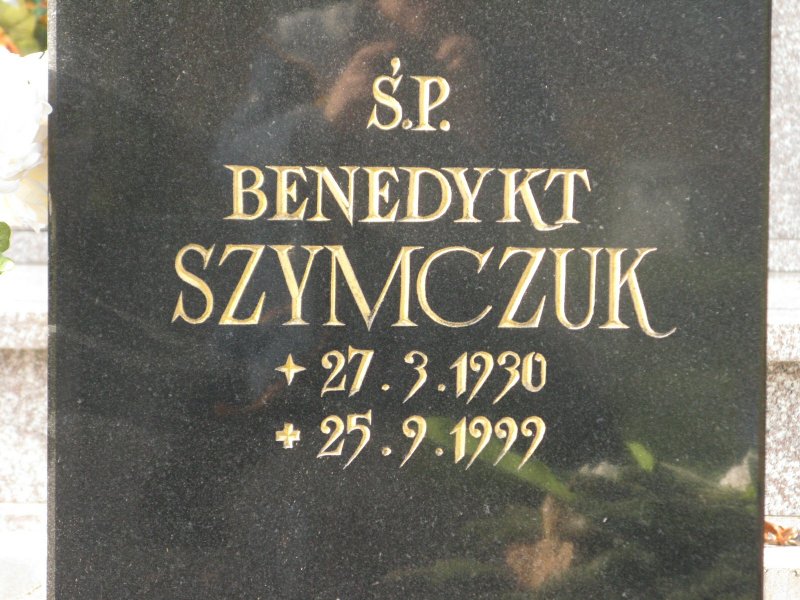 Ś.P.
BENEDYKT
SZYMCZUK
✦ 27.3.1930
✚ 25.9.1999